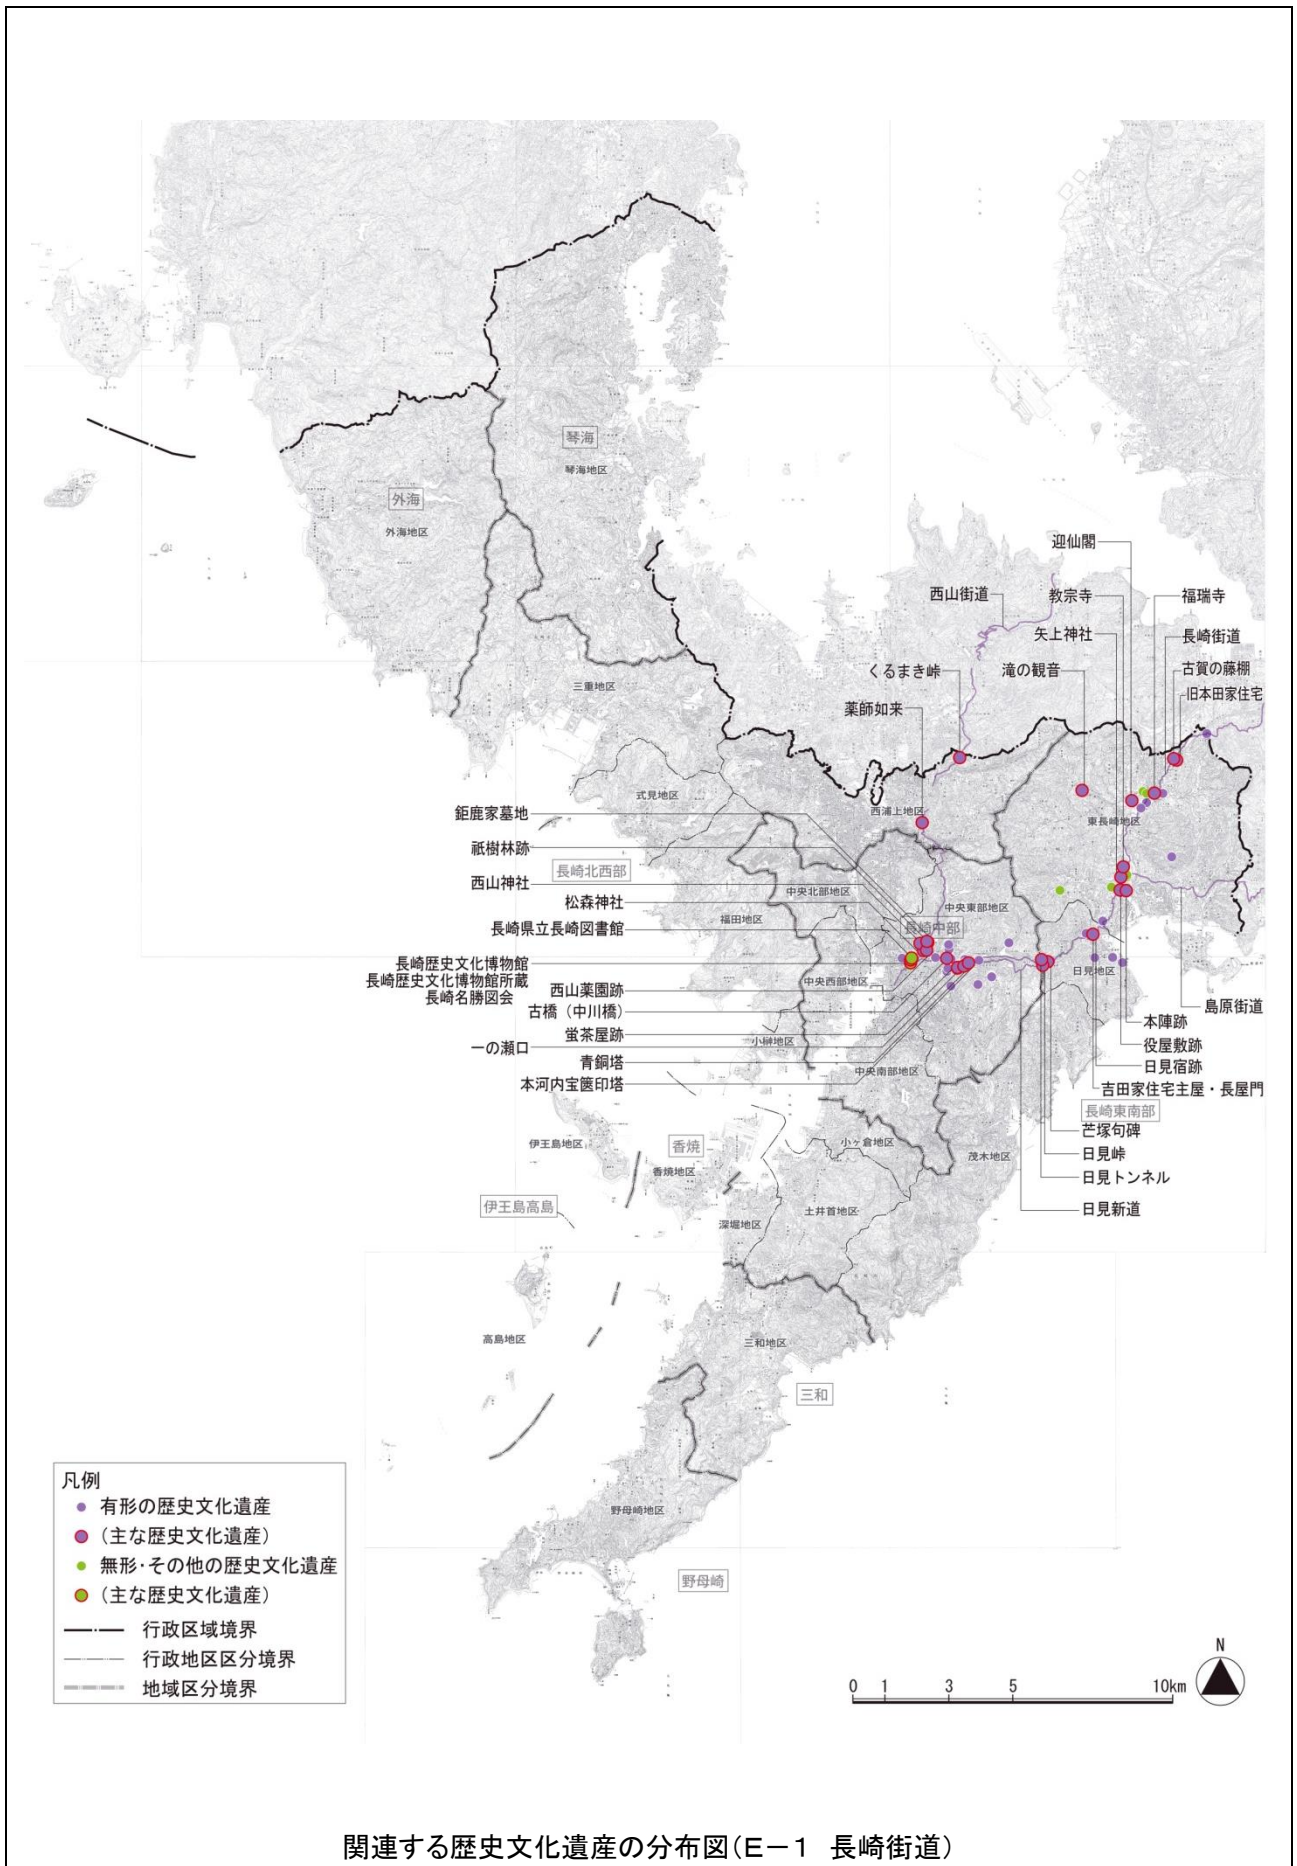 琴海
琴海地区
外海
外海地区
迎仙閣
西山街道
教宗寺
福瑞寺
矢上神社
長崎街道
くるまき峠
滝の観音
古賀の藤棚
三重地区
旧本田家住宅
薬師如来
式見地区
鉅鹿家墓地
西浦上地区
東長崎地区
祇樹林跡
長崎北西部
西山神社
中央北部地区
松森神社
中央東部地区
福田地区
長崎県立長崎図書館
長崎中部
長崎歴史文化博物館
日見地区
長崎歴史文化博物館所蔵
長崎名勝図会
西山薬園跡
中央西部地区
古橋（中川橋）
島原街道
本陣跡
蛍茶屋跡
小榊地区
役屋敷跡
一の瀬口
青銅塔
日見宿跡
中央南部地区
本河内宝篋印塔
吉田家住宅主屋・長屋門
長崎東南部
芒塚句碑
伊王島地区
香焼
小ヶ倉地区
日見峠
茂木地区
香焼地区
日見トンネル
伊王島高島
土井首地区
日見新道
深堀地区
高島地区
三和地区
三和
凡例
有形の歴史文化遺産
（主な歴史文化遺産）
無形・その他の歴史文化遺産
（主な歴史文化遺産）
行政区域境界
行政地区区分境界
地域区分境界
野母崎地区
野母崎
N
0 1 3 5 10km
関連する歴史文化遺産の分布図（E－1　長崎街道）